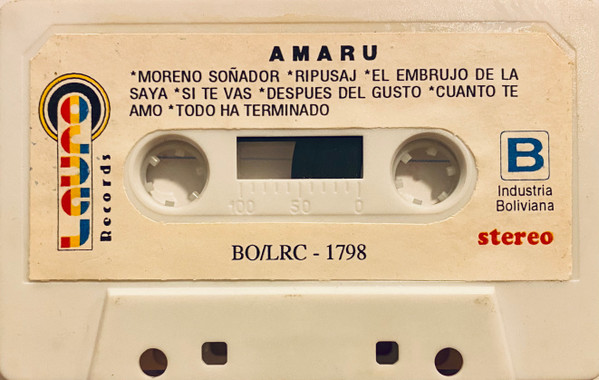 AMARU
*MORENO SOÑADOR *RIPUSAJ *EL EMBRUJO DE LA
SAYA *SI TE VAS *DESPUES DEL GUSTO *CUANTO TE
AMO *TODO HA TERMINADO
Lauro
Records
B
Industria
Boliviana
100 50 0
stereo
BO/LRC - 1798